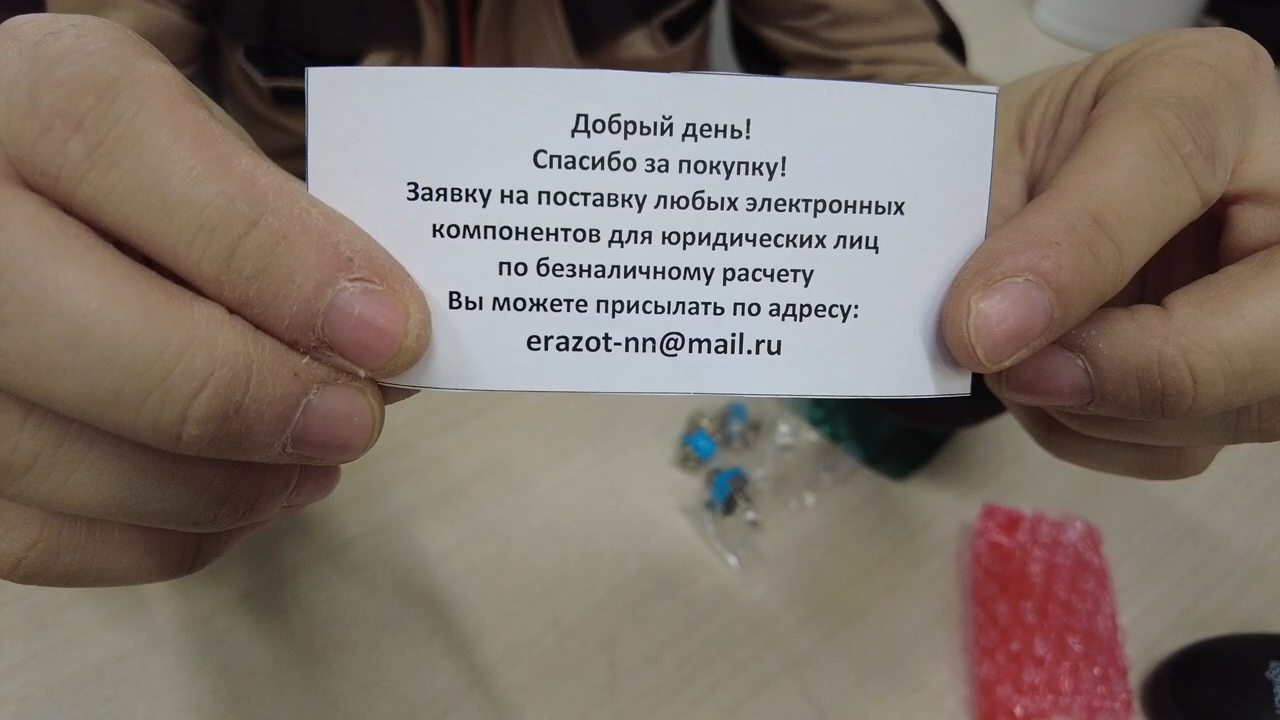 Добрый день!
Спасибо за покупку!
Заявку на поставку любых электронных
компонентов для юридических лиц
по безналичному расчету
Вы можете присылать по адресу:
erazot-nn@mail.ru